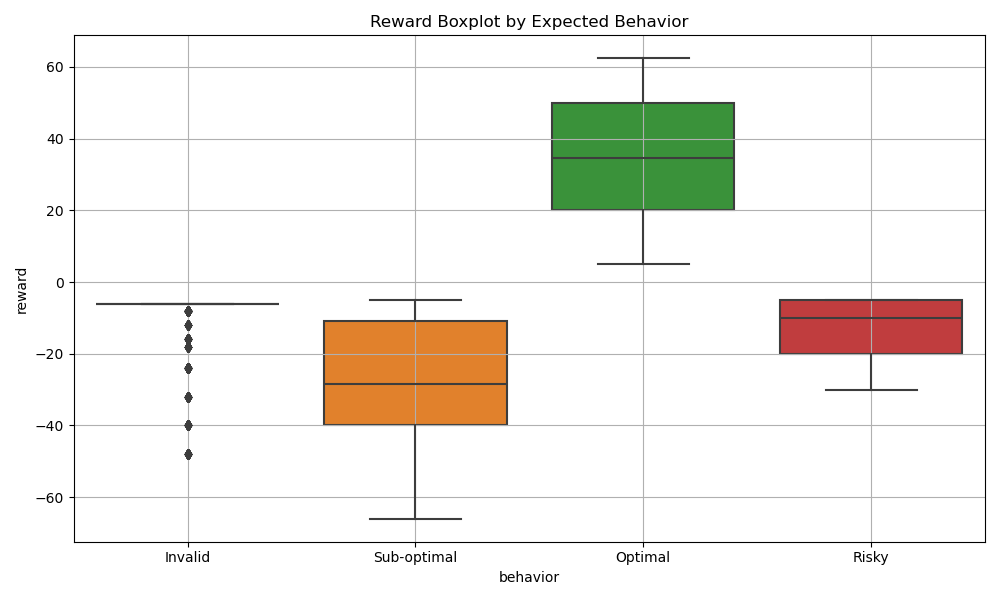 Reward Boxplot by Expected Behavior
60
40
20
0
−20
−40
−60
reward
Invalid
Sub-optimal
Optimal
Risky
behavior